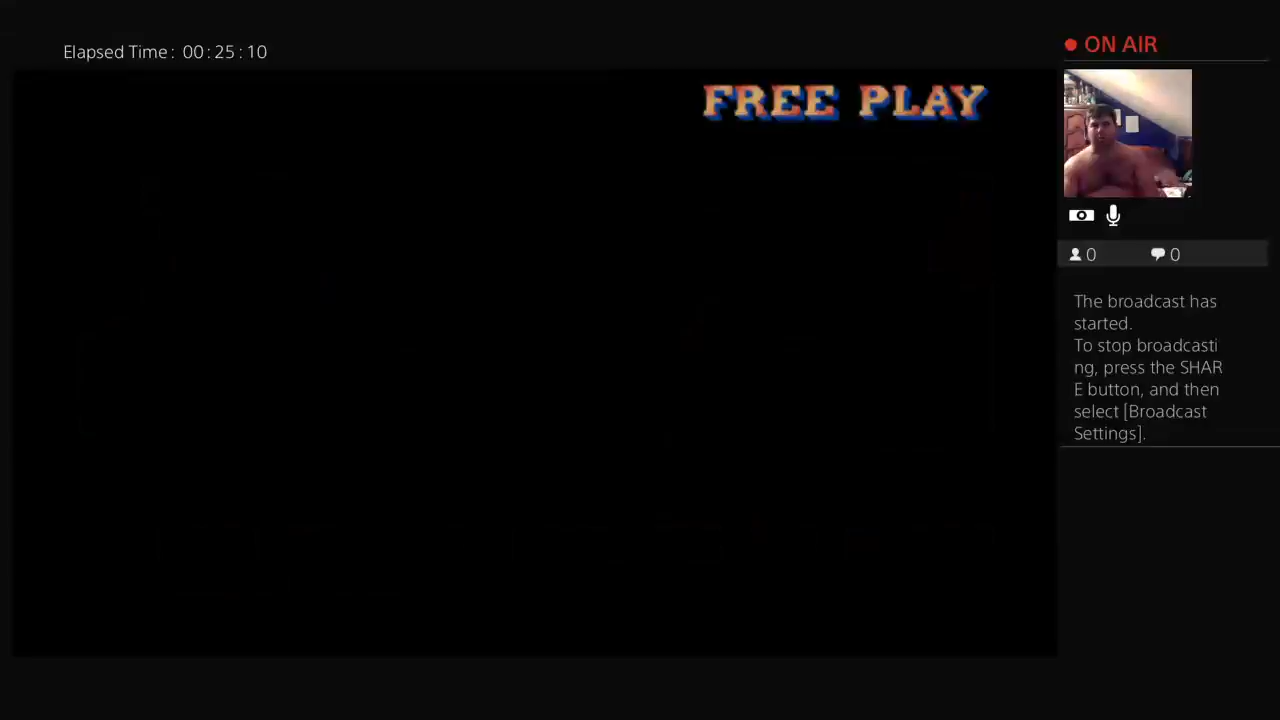 Elapsed Time: 00:25:10
ON AIR
FREE PLAY
0 0
The broadcast has
started.
To stop broadcasti
ng, press the SHAR
E button, and then
select [Broadcast
Settings].